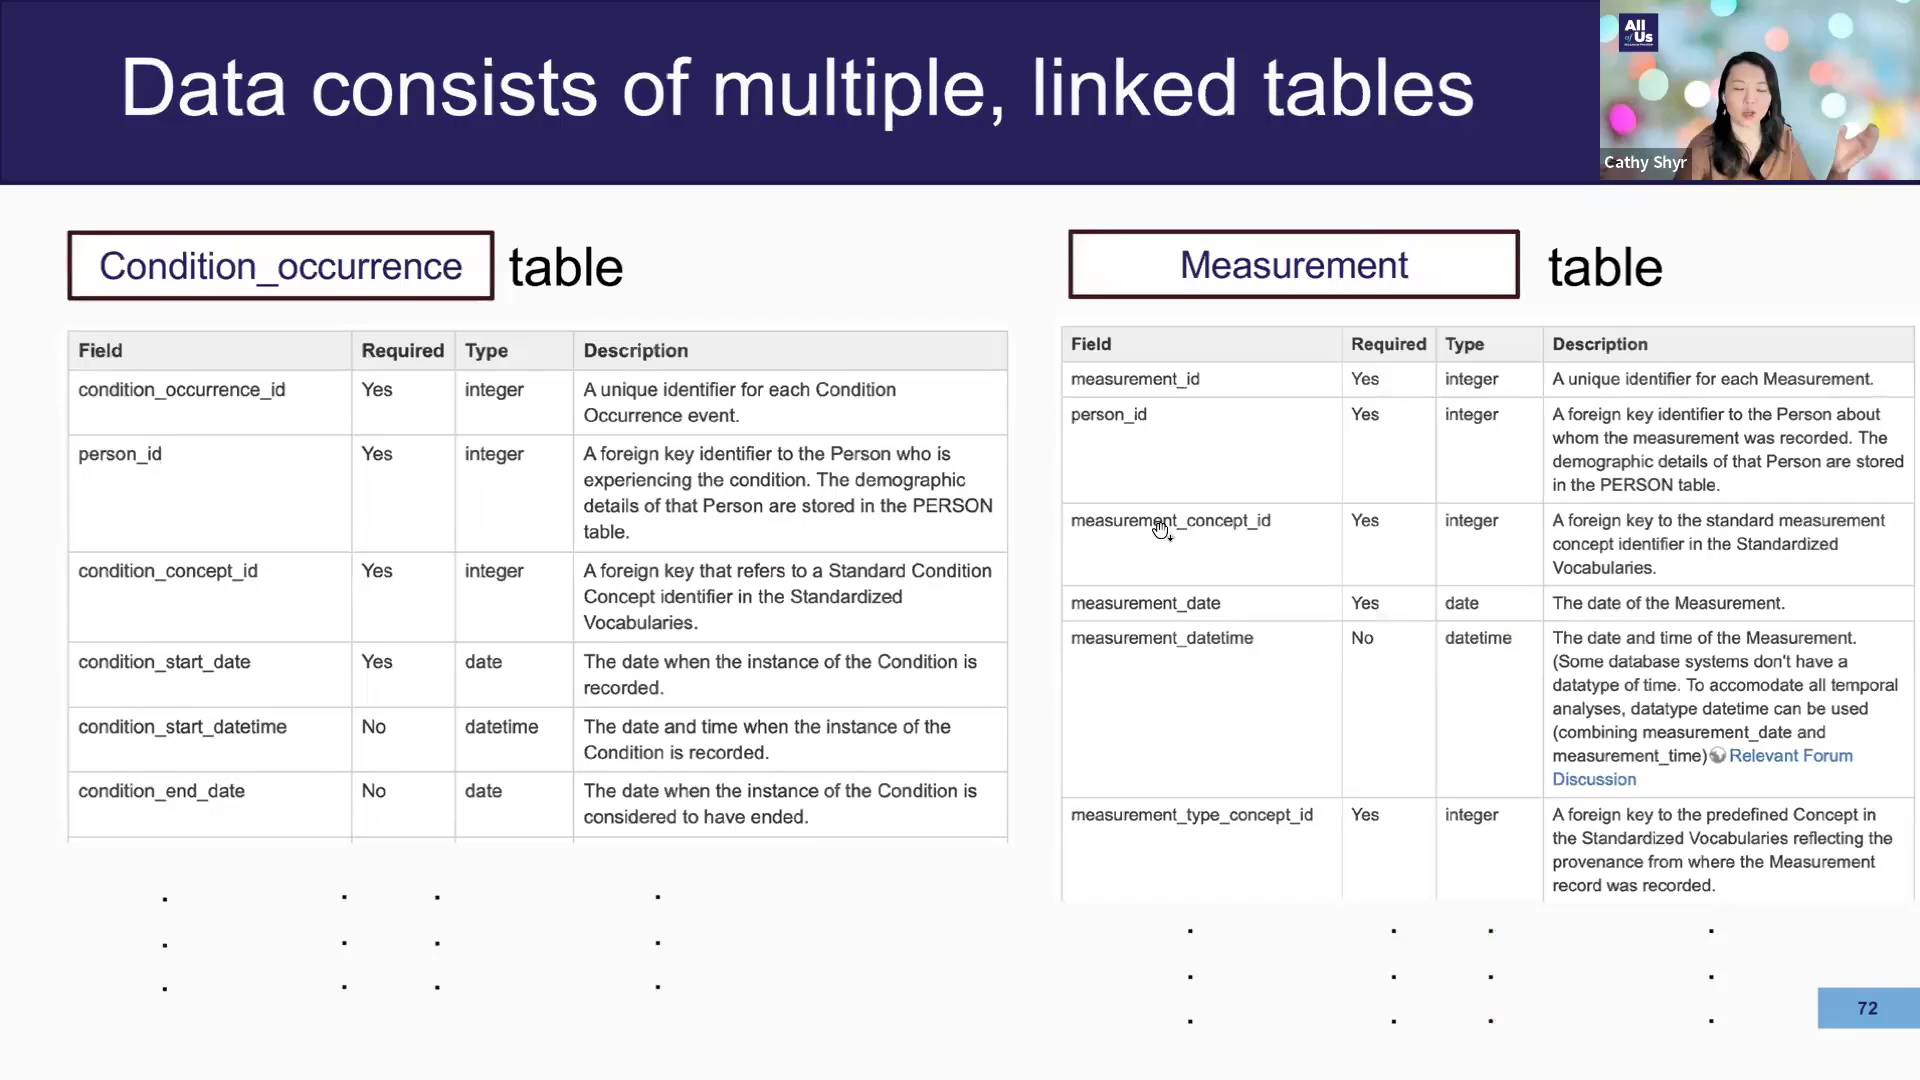 Data consists of multiple, linked tables
All
of Us
Cathy Shyr
Condition_occurrence table
Field Required Type Description
condition_occurrence_id Yes integer A unique identifier for each Condition
Occurrence event.
person_id Yes integer A foreign key identifier to the Person who is
experiencing the condition. The demographic
details of that Person are stored in the PERSON
table.
condition_concept_id Yes integer A foreign key that refers to a Standard Condition
Concept identifier in the Standardized
Vocabularies.
condition_start_date Yes date The date when the instance of the Condition is
recorded.
condition_start_datetime No datetime The date and time when the instance of the
Condition is recorded.
condition_end_date No date The date when the instance of the Condition is
considered to have ended.
Measurement table
Field Required Type Description
measurement_id Yes integer A unique identifier for each Measurement.
person_id Yes integer A foreign key identifier to the Person about
whom the measurement was recorded. The
demographic details of that Person are stored
in the PERSON table.
measurement_concept_id Yes integer A foreign key to the standard measurement
concept identifier in the Standardized
Vocabularies.
measurement_date Yes date The date of the Measurement.
measurement_datetime No datetime The date and time of the Measurement.
(Some database systems don't have a
datatype of time. To accomodate all temporal
analyses, datatype datetime can be used
(combining measurement_date and
measurement_time) Relevant Forum
Discussion
measurement_type_concept_id Yes integer A foreign key to the predefined Concept in
the Standardized Vocabularies reflecting the
provenance from where the Measurement
record was recorded.
72